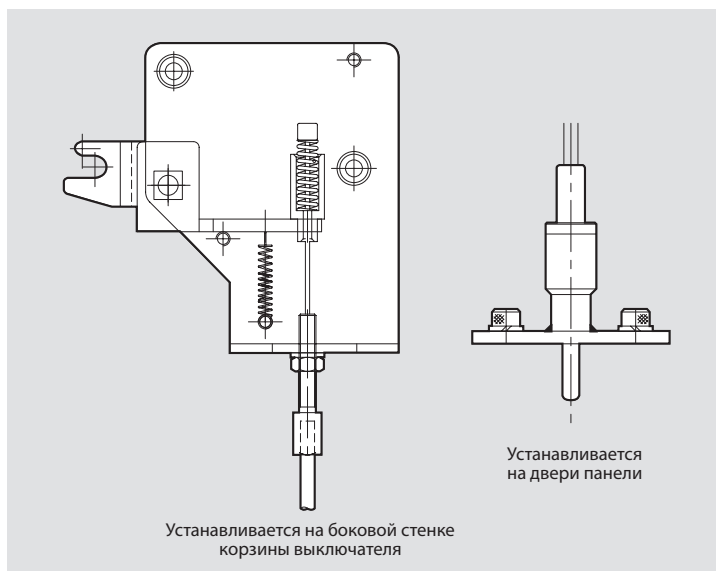 Устанавливается
на двери панели
Устанавливается на боковой стенке
корзины выключателя